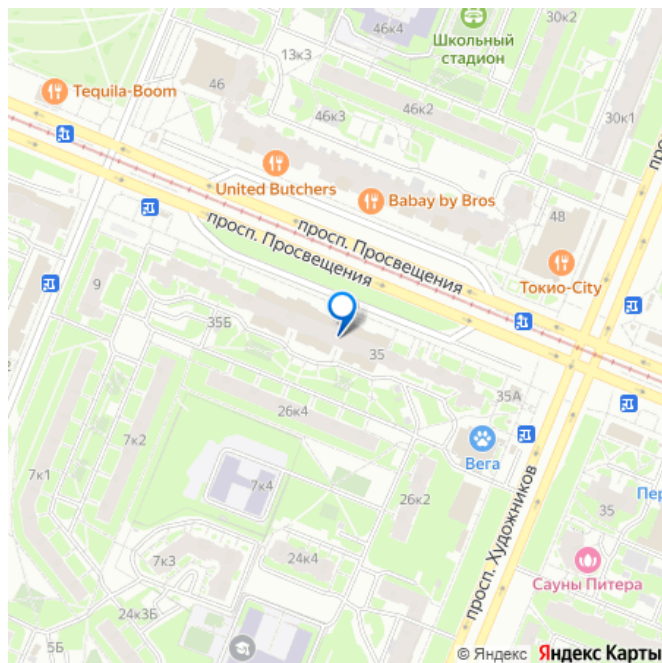 46к4
30к2
Школьный
стадион
13к3
46
Tequila-Boom
46к3
46к2
30к1
United Butchers
Babay by Bros
48
просп. Просвещения
просп. Просвещения
Токио-City
9
35Б
35
35А
26к4
7к2
Вега
7к1
7к4
26к2
просп. Художников
35
Пер
7к3
24к4
Сауны Питера
24к3Б
5Б
© Яндекс Яндекс Карты